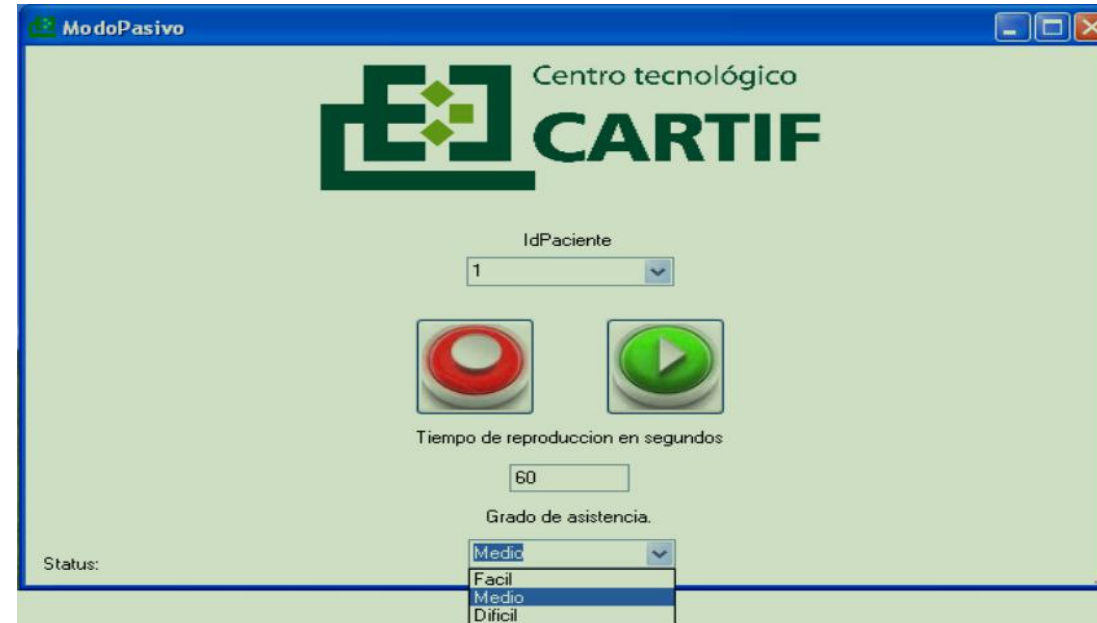 ModoPasivo
Centro tecnológico
CARTIF
IdPaciente
1
Tiempo de reproduccion en segundos
60
Grado de asistencia.
Status:
Medio
Facil
Medio
Dificil